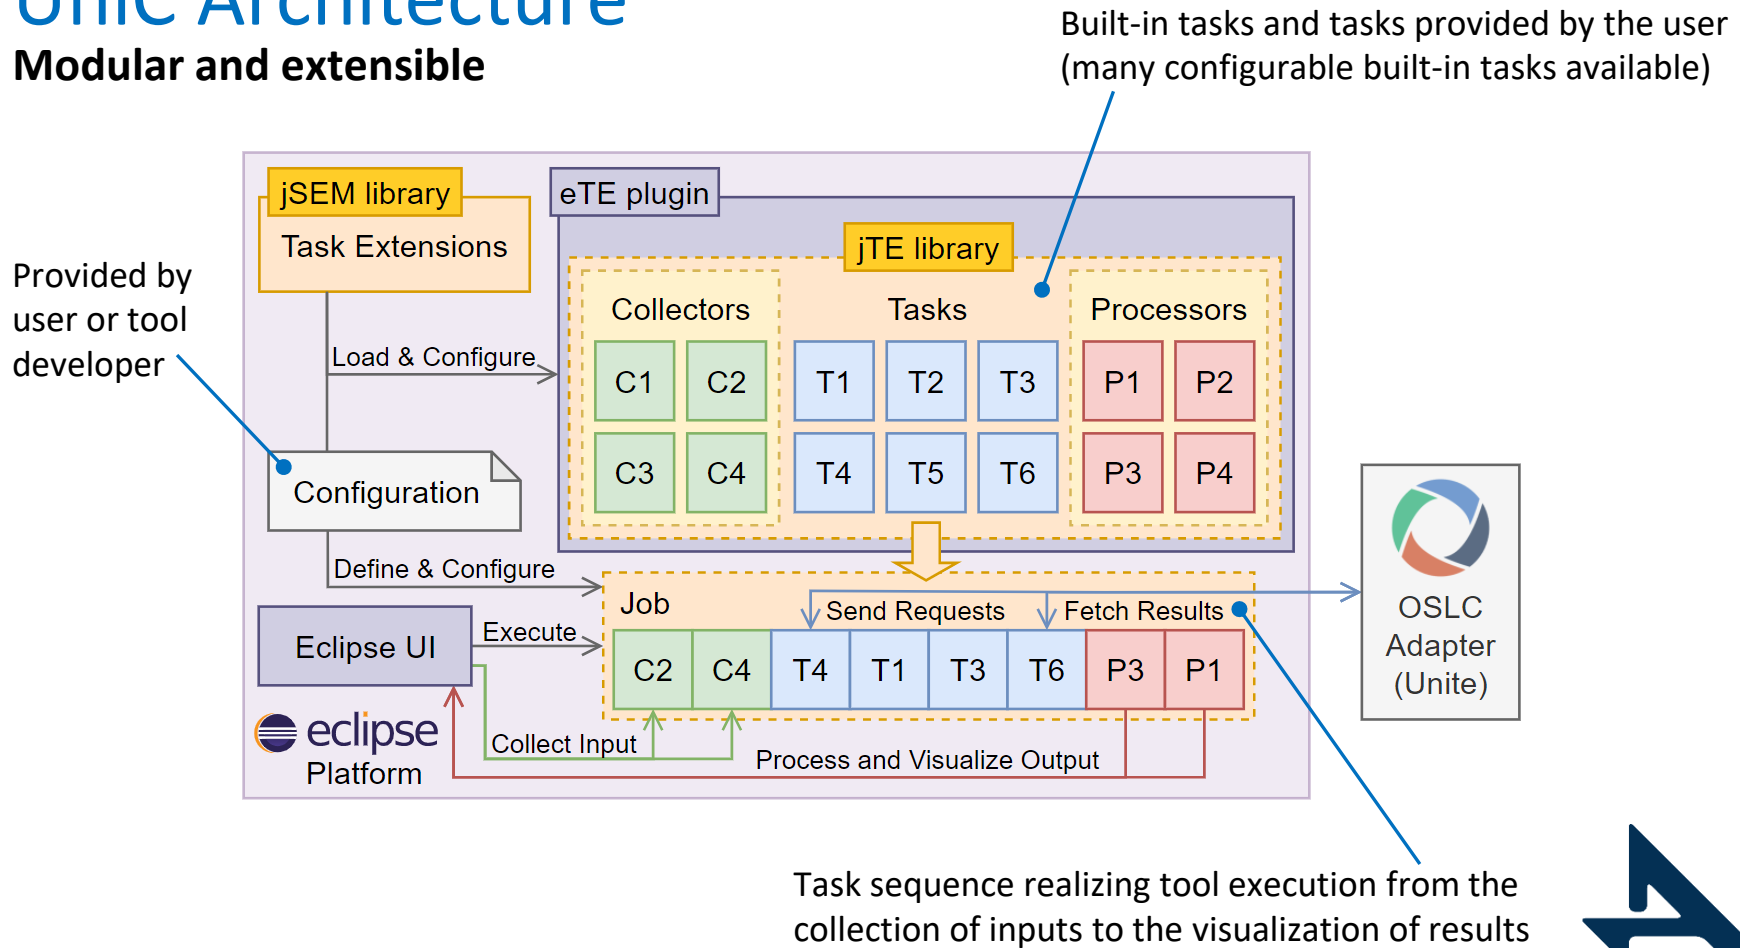 UniC Architecture
Modular and extensible
Built-in tasks and tasks provided by the user
(many configurable built-in tasks available)
jSEM library
Task Extensions
eTE plugin
jTE library
Provided by
user or tool
developer
Collectors
Tasks
Processors
Load & Configure
C1
C2
T1
T2
T3
P1
P2
C3
C4
T4
T5
T6
P3
P4
Configuration
Define & Configure
Job
Send Requests
Fetch Results
OSLC
Adapter
(Unite)
Eclipse UI
Execute
C2
C4
T4
T1
T3
T6
P3
P1
eclipse
Platform
Collect Input
Process and Visualize Output
Task sequence realizing tool execution from the
collection of inputs to the visualization of results